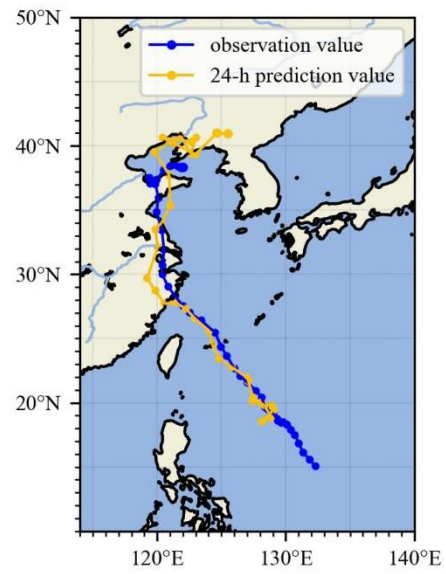 50°N
observation value
24-h prediction value
40°N
30°N
20°N
120°E 130°E 140°E